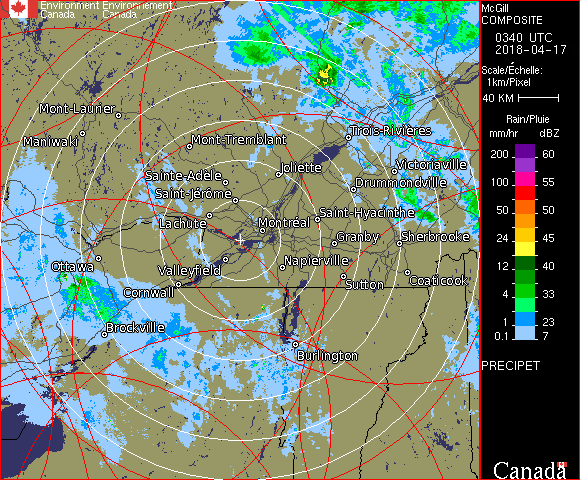 Environment Environnement
Canada Canada
McGill
COMPOSITE
0340 UTC
2018-04-17
Scale/Échelle:
1km/Pixel
40 KM
Rain/Pluie
mm/hr dBZ
200 60
100 55
50 50
24 45
12 40
4 33
1 23
0.1 7
PRECIPET
Canada
Mont-Laurier
Maniwaki
Mont-Tremblant
Trois-Rivières
Joliette
Victoriaville
Sainte-Adèle
Drummondville
Saint-Jérôme
Saint-Hyacinthe
Lachute
Montréal
Granby
Sherbrooke
Ottawa
Valleyfield
Napierville
Cornwall
Sutton
Coaticook
Brockville
Burlington